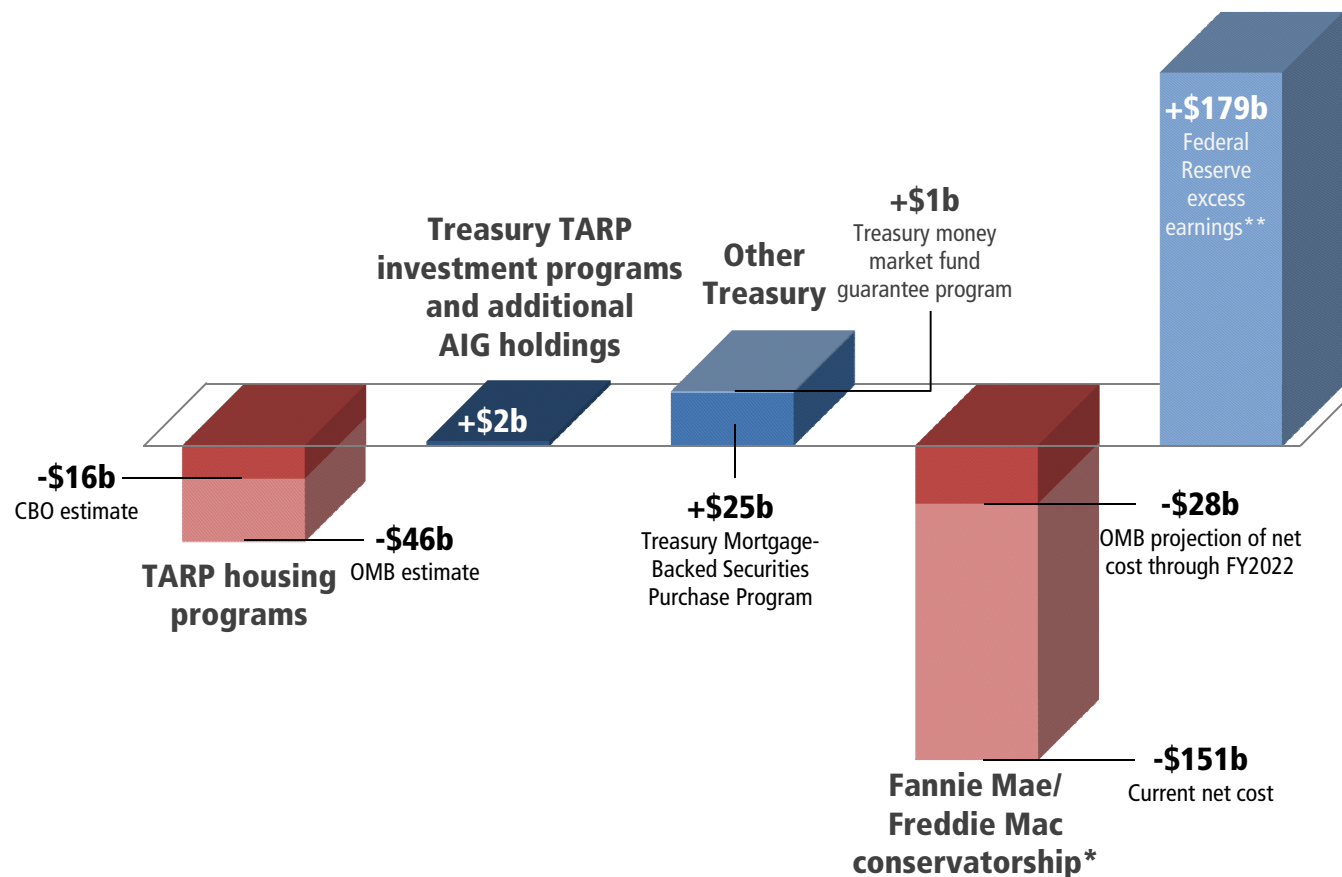 +$179b
Federal
Reserve
excess
earnings**
+$1b
Treasury money
market fund
guarantee program
Treasury TARP
investment programs
and additional
AIG holdings
Other
Treasury
+$2b
-$16b
CBO estimate
-$46b
OMB estimate
TARP housing
programs
+$25b
Treasury Mortgage-
Backed Securities
Purchase Program
-$28b
OMB projection of net
cost through FY2022
-$151b
Current net cost
Fannie Mae/
Freddie Mac
conservatorship*